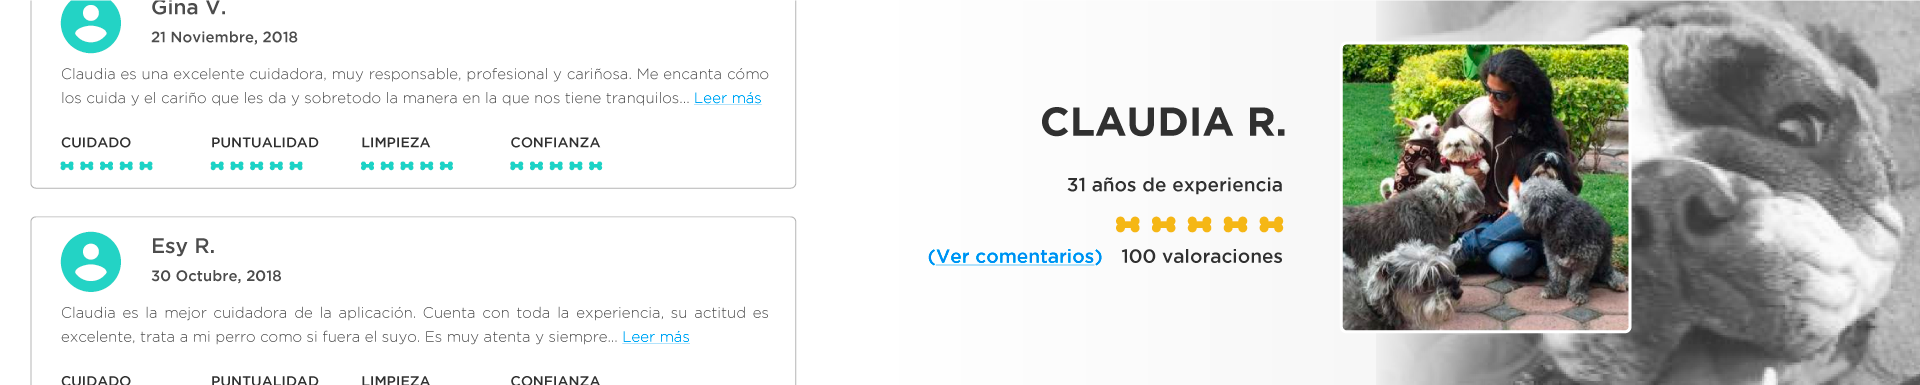 Gina V.
21 Noviembre, 2018
Claudia es una excelente cuidadora, muy responsable, profesional y cariñosa. Me encanta cómo
los cuida y el cariño que les da y sobretodo la manera en la que nos tiene tranquilos... Leer más
CUIDADO PUNTUALIDAD LIMPIEZA CONFIANZA
Esy R.
30 Octubre, 2018
Claudia es la mejor cuidadora de la aplicación. Cuenta con toda la experiencia, su actitud es
excelente, trata a mi perro como si fuera el suyo. Es muy atenta y siempre... Leer más
CUIDADO PUNTUALIDAD LIMPIEZA CONFIANZA
CLAUDIA R.
31 años de experiencia
(Ver comentarios) 100 valoraciones